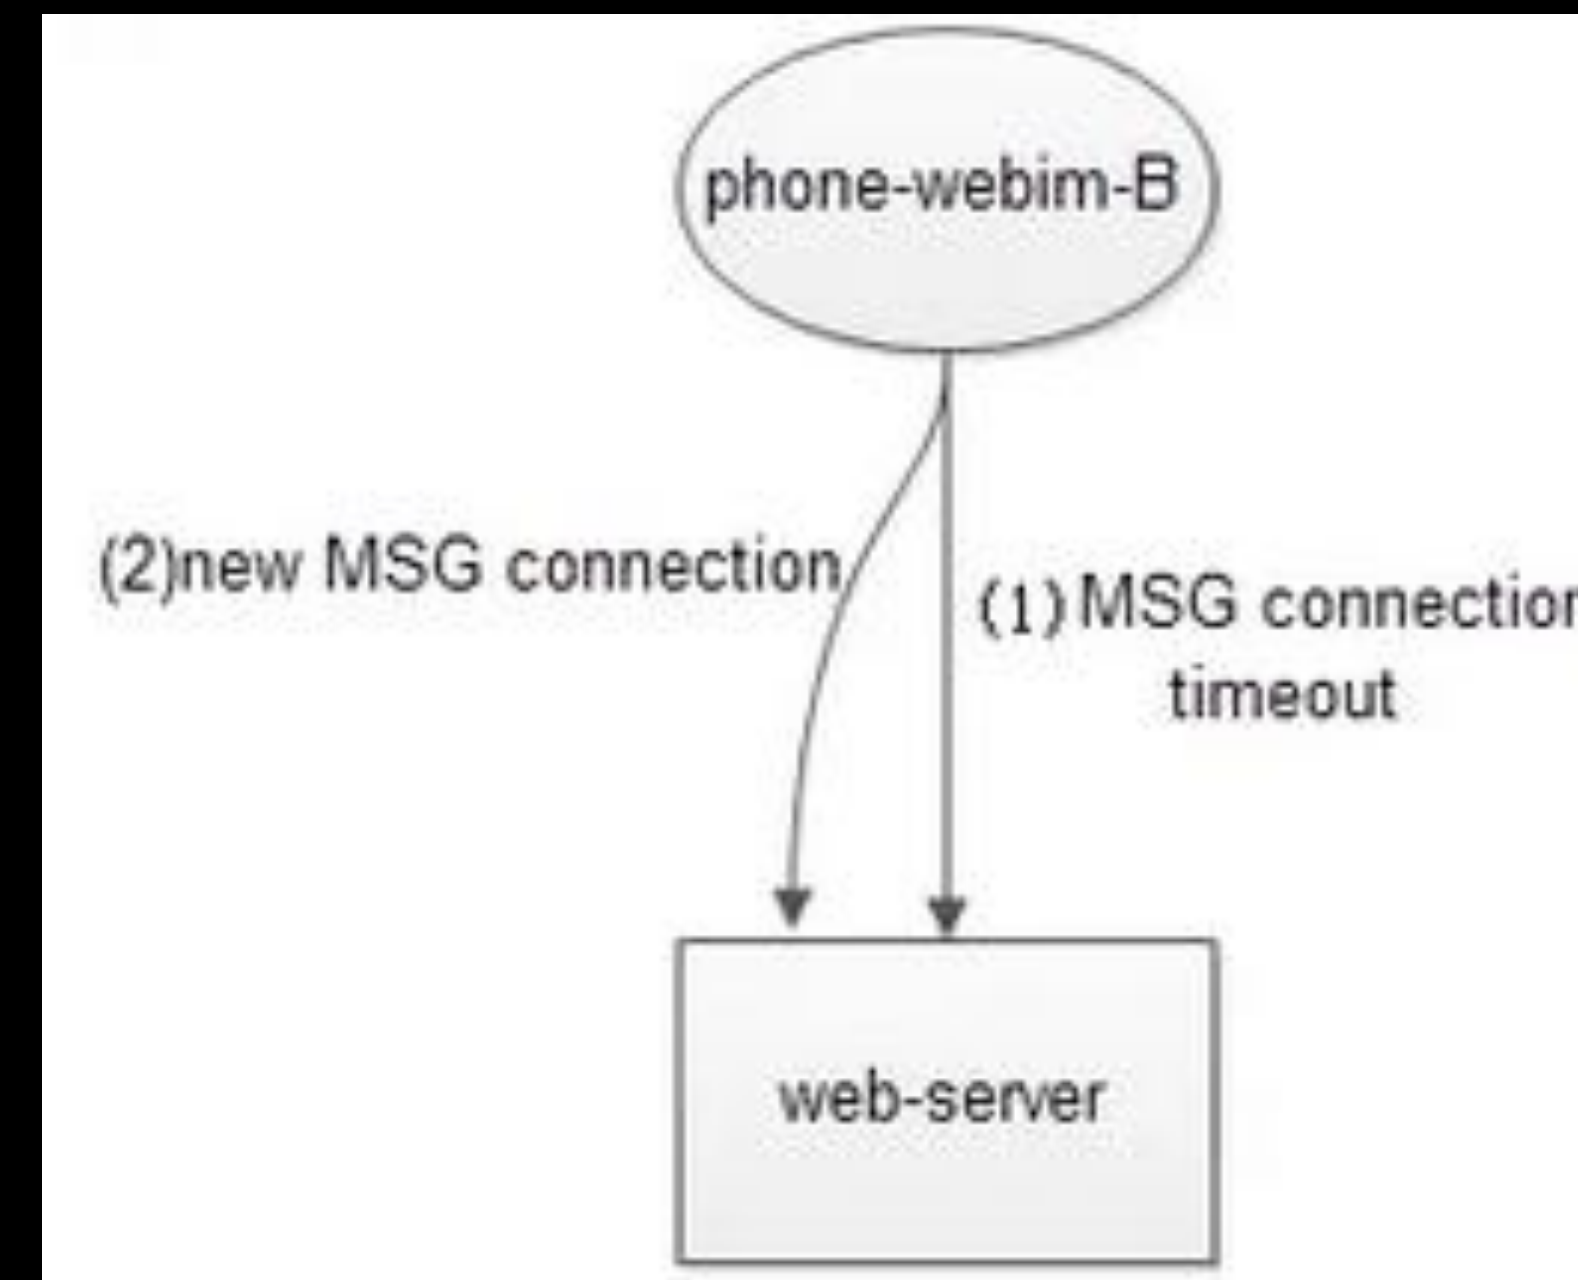 phone-webim-B
(2)new MSG connection
(1) MSG connection
timeout
web-server